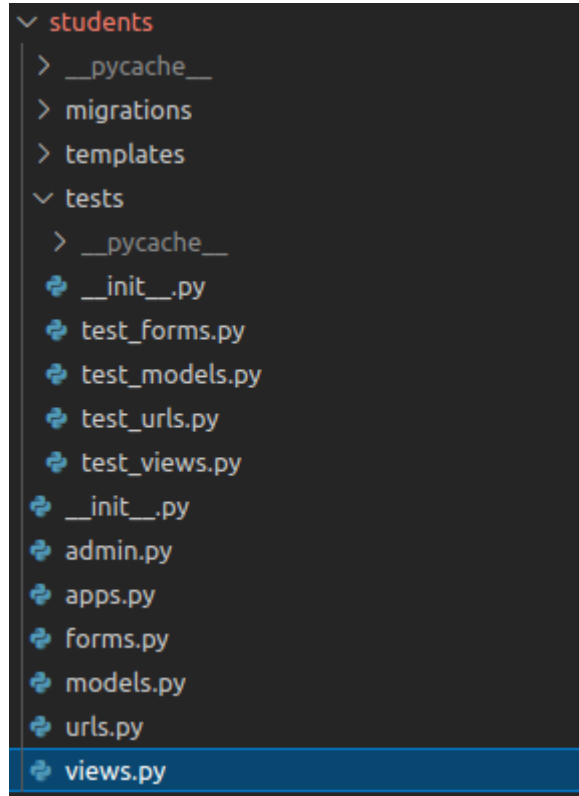 students
__pycache__
migrations
templates
tests
__pycache__
__init__.py
test_forms.py
test_models.py
test_urls.py
test_views.py
__init__.py
admin.py
apps.py
forms.py
models.py
urls.py
views.py